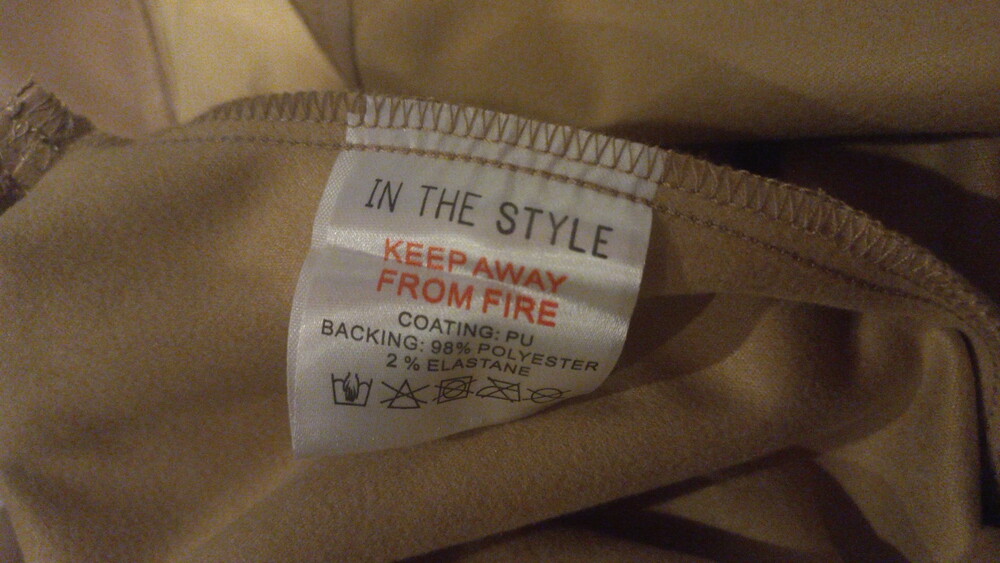 IN THE STYLE
KEEP AWAY
FROM FIRE
COATING: PU
BACKING: 98% POLYESTER
2 % ELASTANE